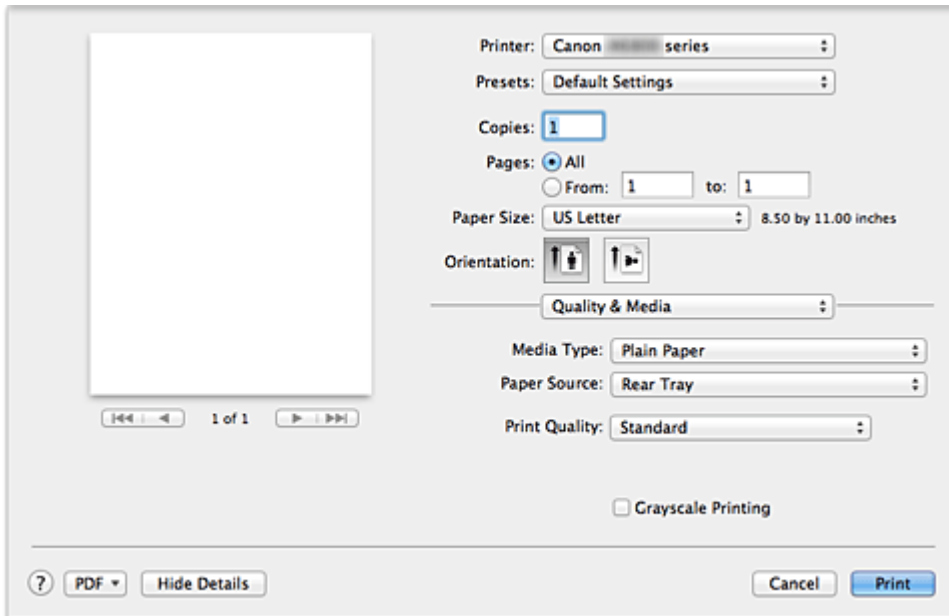 Printer: Canon series
Presets: Default Settings
Copies: 1
Pages: All
From: 1 to: 1
Paper Size: US Letter 8.50 by 11.00 inches
Orientation:
Quality & Media
Media Type: Plain Paper
Paper Source: Rear Tray
1 of 1
Print Quality: Standard
Grayscale Printing
? PDF Hide Details Cancel Print